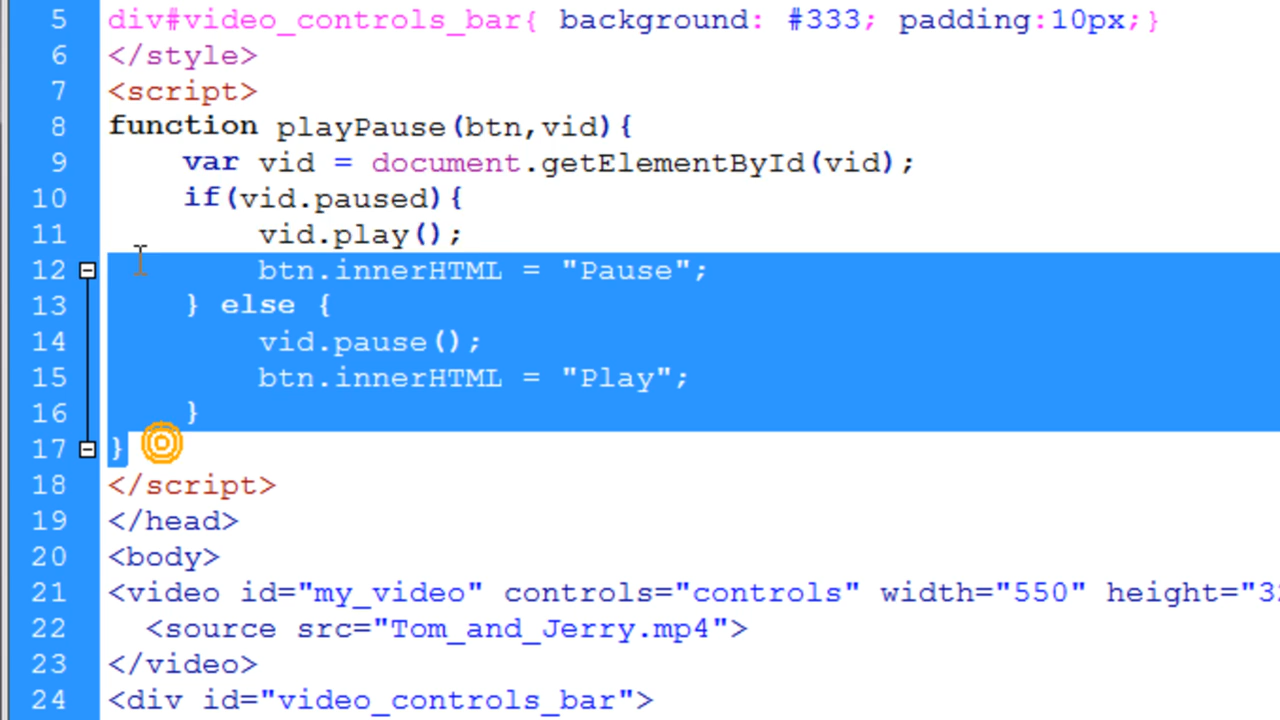 5 div#video_controls_bar{ background: #333; padding:10px;}
6 </style>
7 <script>
8 function playPause(btn,vid){
9 var vid = document.getElementById(vid);
10 if(vid.paused){
11 vid.play();
12 btn.innerHTML = "Pause";
13 } else {
14 vid.pause();
15 btn.innerHTML = "Play";
16 }
17 }
18 </script>
19 </head>
20 <body>
21 <video id="my_video" controls="controls" width="550" height="3
22 <source src="Tom_and_Jerry.mp4">
23 </video>
24 <div id="video_controls_bar">